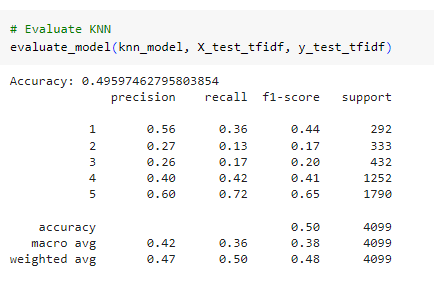 # Evaluate KNN
evaluate_model(knn_model, X_test_tfidf, y_test_tfidf)
Accuracy: 0.49597462795803854
precision recall f1-score support
1 0.56 0.36 0.44 292
2 0.27 0.13 0.17 333
3 0.26 0.17 0.20 432
4 0.40 0.42 0.41 1252
5 0.60 0.72 0.65 1790
accuracy 0.50 4099
macro avg 0.42 0.36 0.38 4099
weighted avg 0.47 0.50 0.48 4099